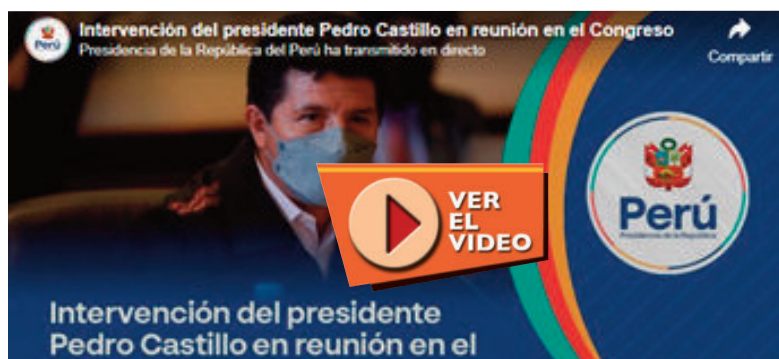 Perú
Intervención del presidente Pedro Castillo en reunión en el Congreso
Presidencia de la República del Perú ha transmitido en directo
Compartir
VER
EL
VIDEO
Perú
Presidencia de la República
Intervención del presidente
Pedro Castillo en reunión en el